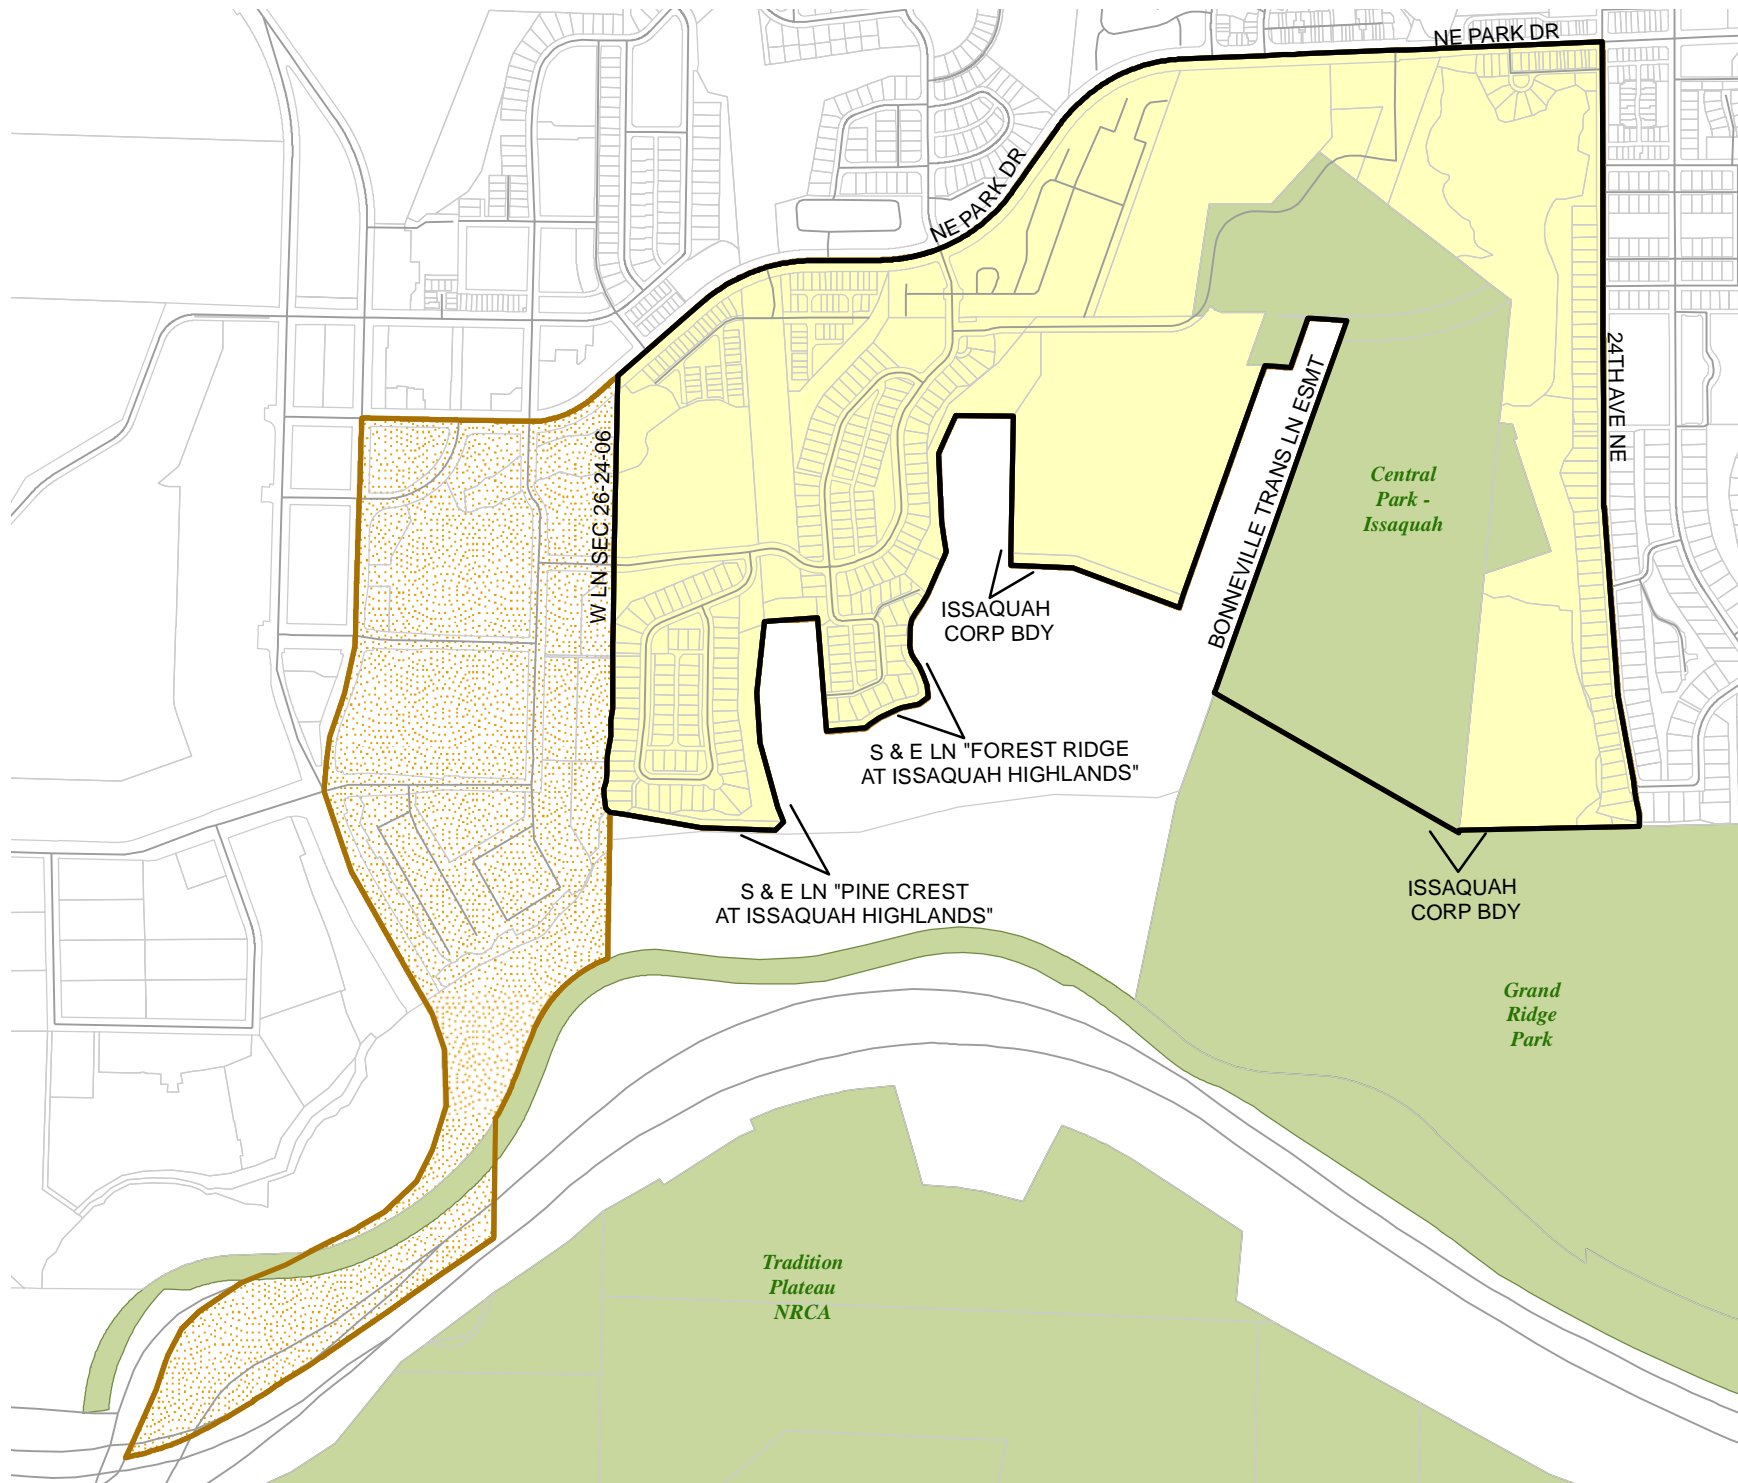 NE PARK DR
NE PARK DR
24TH AVE NE
W LN SEC 26-24-06
BONNEVILLE TRANS LN ESMT
Central
Park -
Issaquah
ISSAQUAH
CORP BDY
S & E LN "FOREST RIDGE
AT ISSAQUAH HIGHLANDS"
S & E LN "PINE CREST
AT ISSAQUAH HIGHLANDS"
ISSAQUAH
CORP BDY
Grand
Ridge
Park
Tradition
Plateau
NRCA